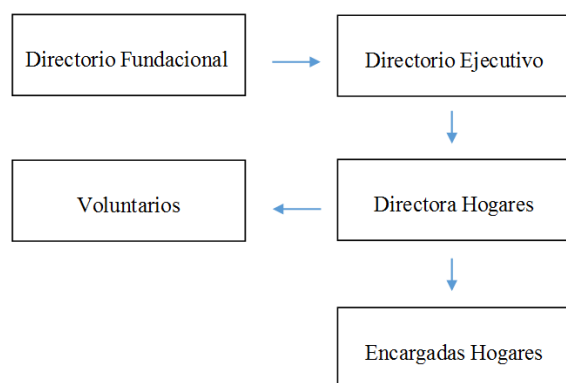 Directorio Fundacional
Directorio Ejecutivo
Voluntarios
Directora Hogares
Encargadas Hogares